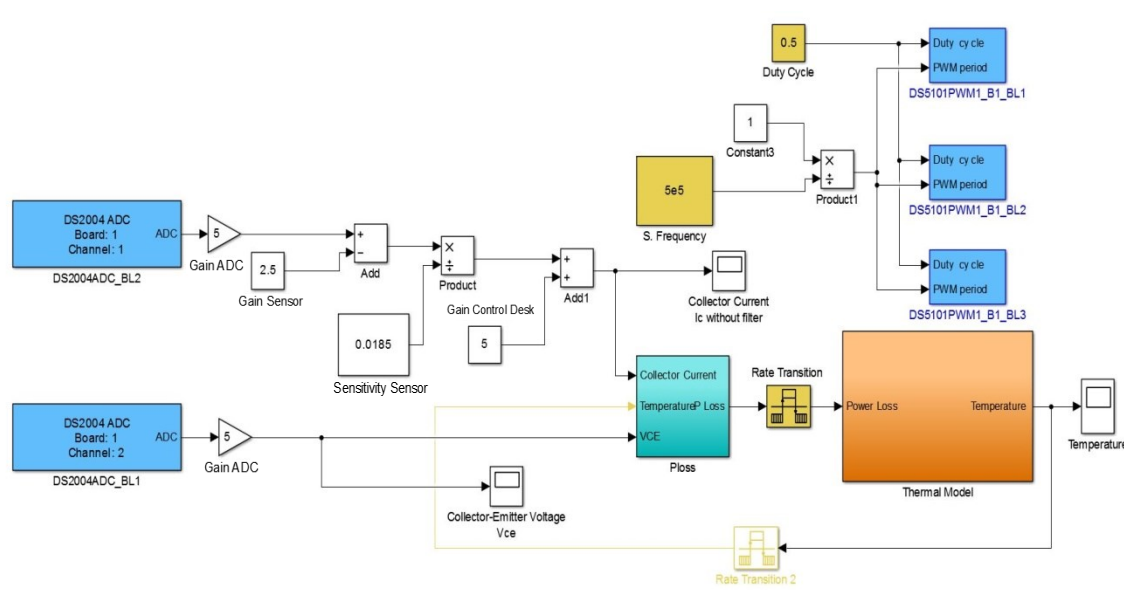 0.5
Duty Cycle
Duty cycle
PWM period
DS5101PWM1_B1_BL1
1
Constant3
5e5
S. Frequency
×
÷
Product1
Duty cycle
PWM period
DS5101PWM1_B1_BL2
Duty cycle
PWM period
DS5101PWM1_B1_BL3
DS2004 ADC
Board: 1
Channel: 1
ADC
DS2004ADC_BL2
5
Gain ADC
2.5
Gain Sensor
+
−
Add
×
÷
Product
0.0185
Sensitivity Sensor
Gain Control Desk
5
+
+
Add1
Collector Current
Ic without filter
DS2004 ADC
Board: 1
Channel: 2
ADC
DS2004ADC_BL1
5
Gain ADC
Collector-Emitter Voltage
Vce
Collector Current
TemperatureP Loss
VCE
Ploss
Rate Transition
Power Loss
Temperature
Thermal Model
Temperature
Rate Transition 2